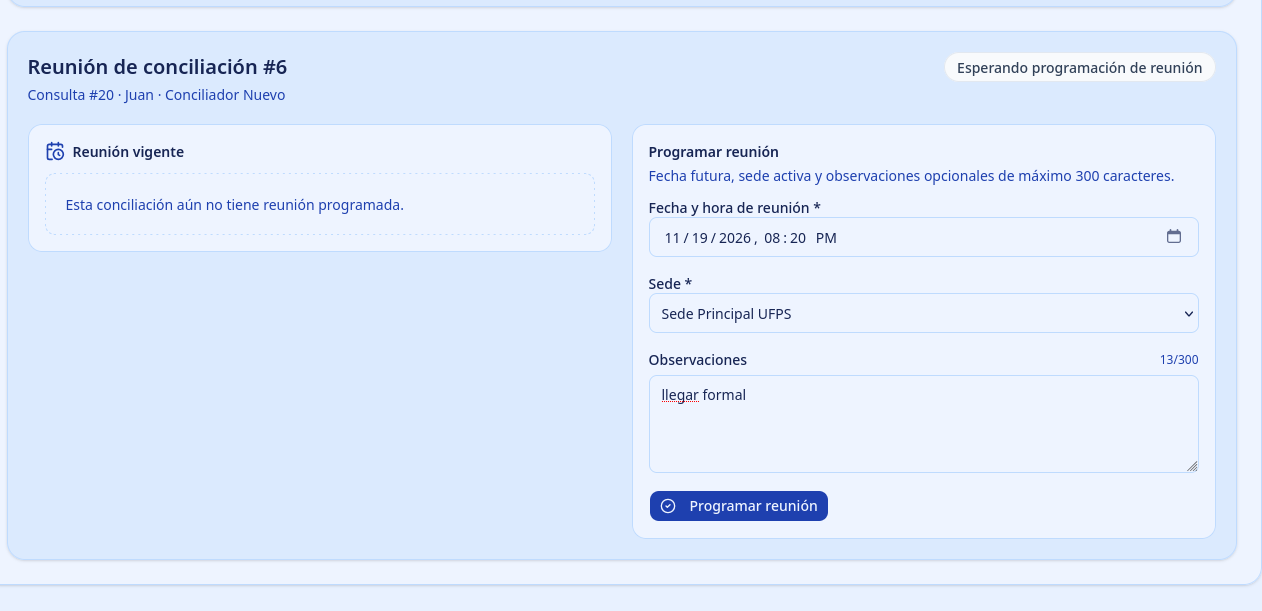 Reunión de conciliación #6
Esperando programación de reunión
Consulta #20 · Juan · Conciliador Nuevo
Reunión vigente
Esta conciliación aún no tiene reunión programada.
Programar reunión
Fecha futura, sede activa y observaciones opcionales de máximo 300 caracteres.
Fecha y hora de reunión *
11/19/2026, 08:20 PM
Sede *
Sede Principal UFPS
Observaciones
13/300
llegar formal
Programar reunión